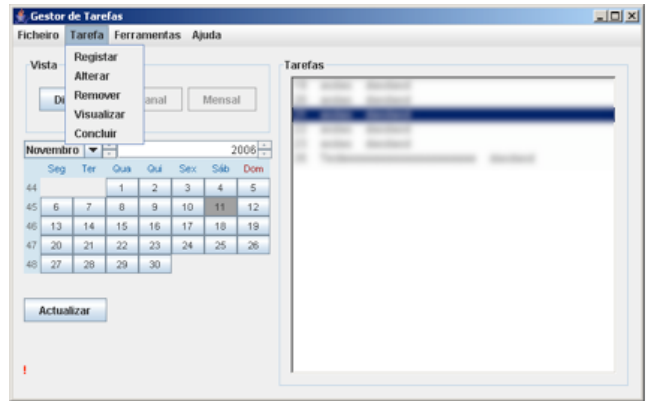 Gestor de Tarefas
Ficheiro Tarefa Ferramentas Ajuda
Registar
Alterar
Remover
Visualizar
Concluir
Vista
Mensal
Tarefas
Novembro 2006
Seg Ter Qua Qui Sex Sáb Dom
44 1 2 3 4 5
45 6 7 8 9 10 11 12
46 13 14 15 16 17 18 19
47 20 21 22 23 24 25 26
48 27 28 29 30
Actualizar
!